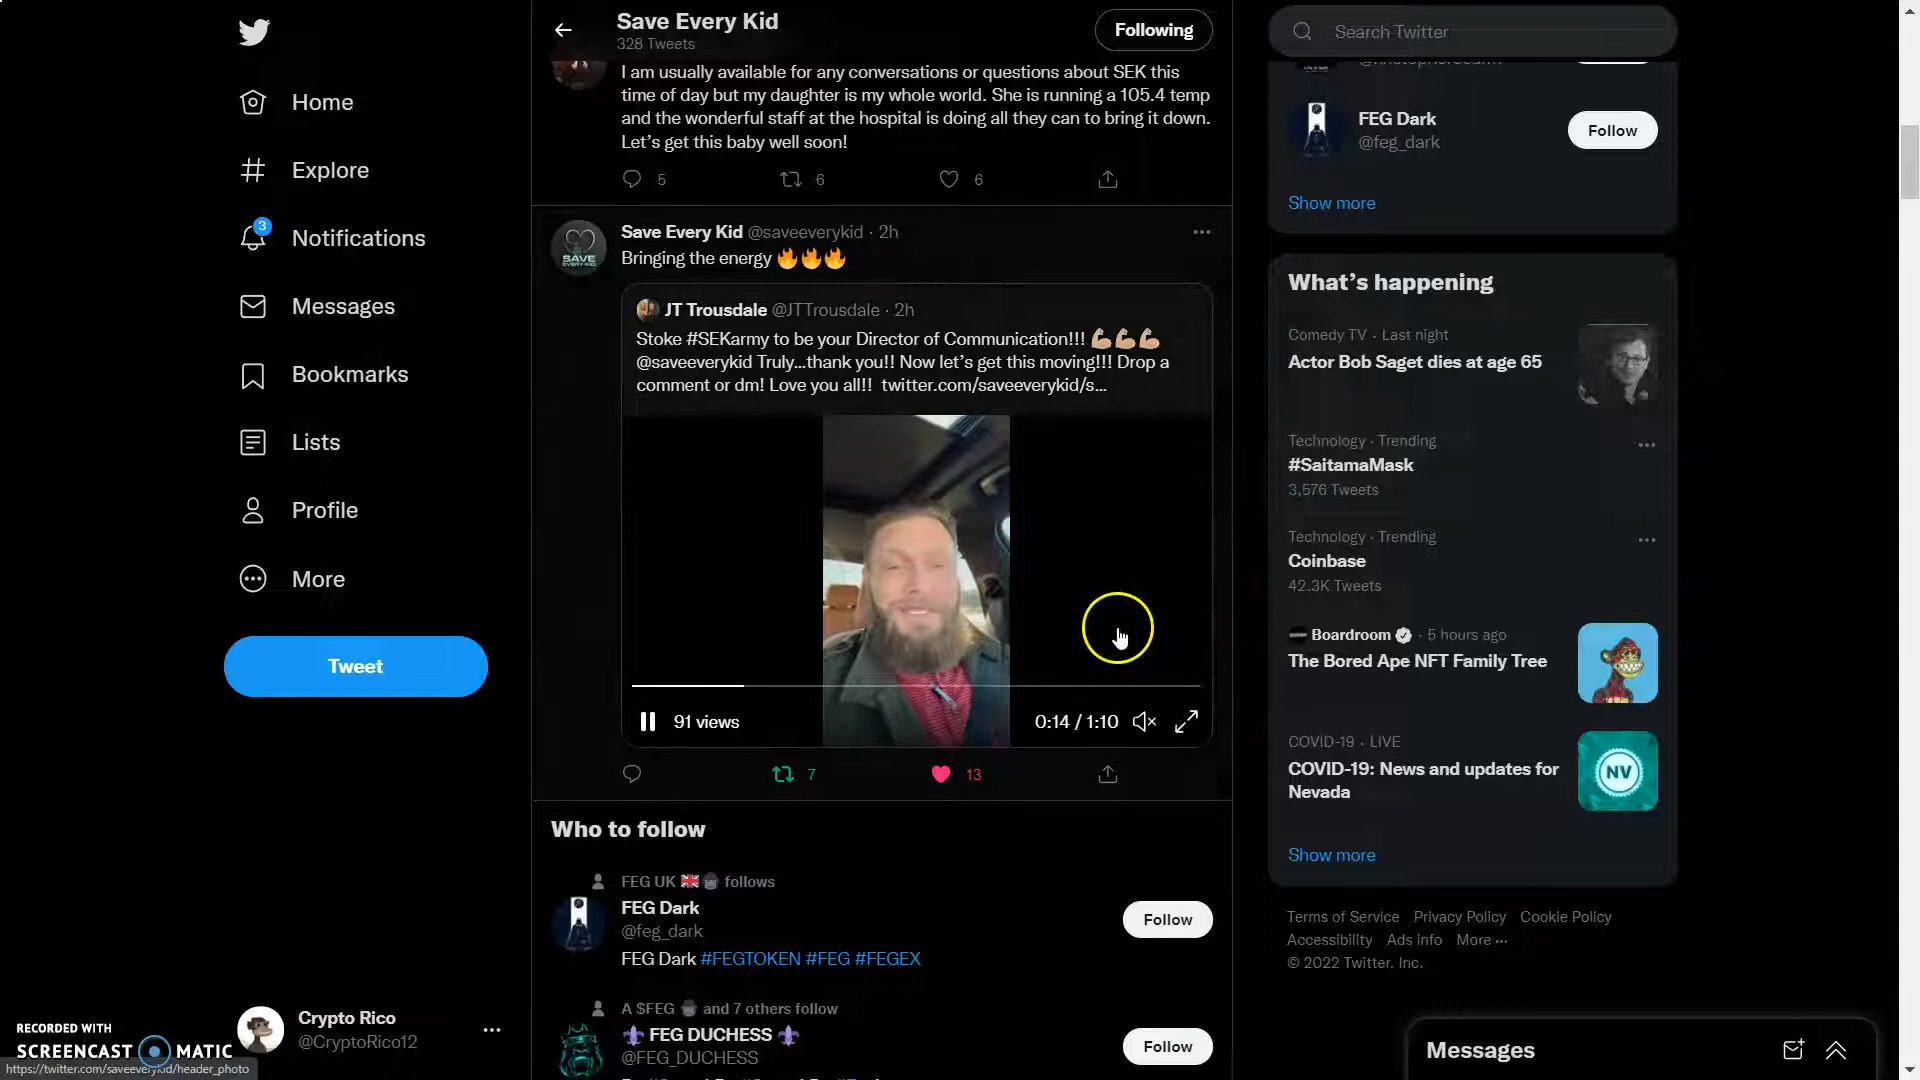 Home
Explore
3
Notifications
Messages
Bookmarks
Lists
Profile
More
Tweet
Crypto Rico
@CryptoRico12
RECORDED WITH
SCREENCAST MATIC
https://twitter.com/saveeverykid/header_photo
Save Every Kid
328 Tweets
Following
I am usually available for any conversations or questions about SEK this
time of day but my daughter is my whole world. She is running a 105.4 temp
and the wonderful staff at the hospital is doing all they can to bring it down.
Let’s get this baby well soon!
5 6 6
Save Every Kid @saveeverykid · 2h
Bringing the energy 🔥🔥🔥
SAVE
EVERY KID
JT Trousdale @JTTrousdale · 2h
Stoke #SEKarmy to be your Director of Communication!!! 💪🏼💪🏼💪🏼
@saveeverykid Truly...thank you!! Now let’s get this moving!!! Drop a
comment or dm! Love you all!! twitter.com/saveeverykid/s...
91 views 0:14 / 1:10
7 13
Who to follow
FEG UK 🇬🇧 follows
FEG Dark
@feg_dark
Follow
FEG Dark #FEGTOKEN #FEG #FEGEX
A $FEG and 7 others follow
⚜️ FEG DUCHESS ⚜️
@FEG_DUCHESS
Follow
Search Twitter
FEG Dark
@feg_dark
Follow
Show more
What’s happening
Comedy TV · Last night
Actor Bob Saget dies at age 65
Technology · Trending
#SaitamaMask
3,576 Tweets
Technology · Trending
Coinbase
42.3K Tweets
Boardroom · 5 hours ago
The Bored Ape NFT Family Tree
COVID-19 · LIVE
COVID-19: News and updates for
Nevada
NV
Show more
Terms of Service Privacy Policy Cookie Policy
Accessibility Ads info More ···
© 2022 Twitter. Inc.
Messages